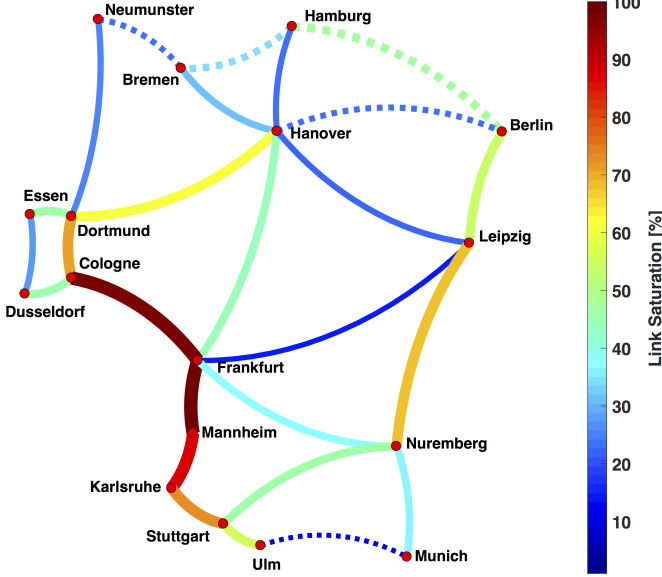 Neumunster
Hamburg
Bremen
Hanover
Berlin
Essen
Dortmund
Leipzig
Cologne
Dusseldorf
Frankfurt
Mannheim
Nuremberg
Karlsruhe
Stuttgart
Ulm
Munich
100
90
80
70
60
50
40
30
20
10
Link Saturation [%]